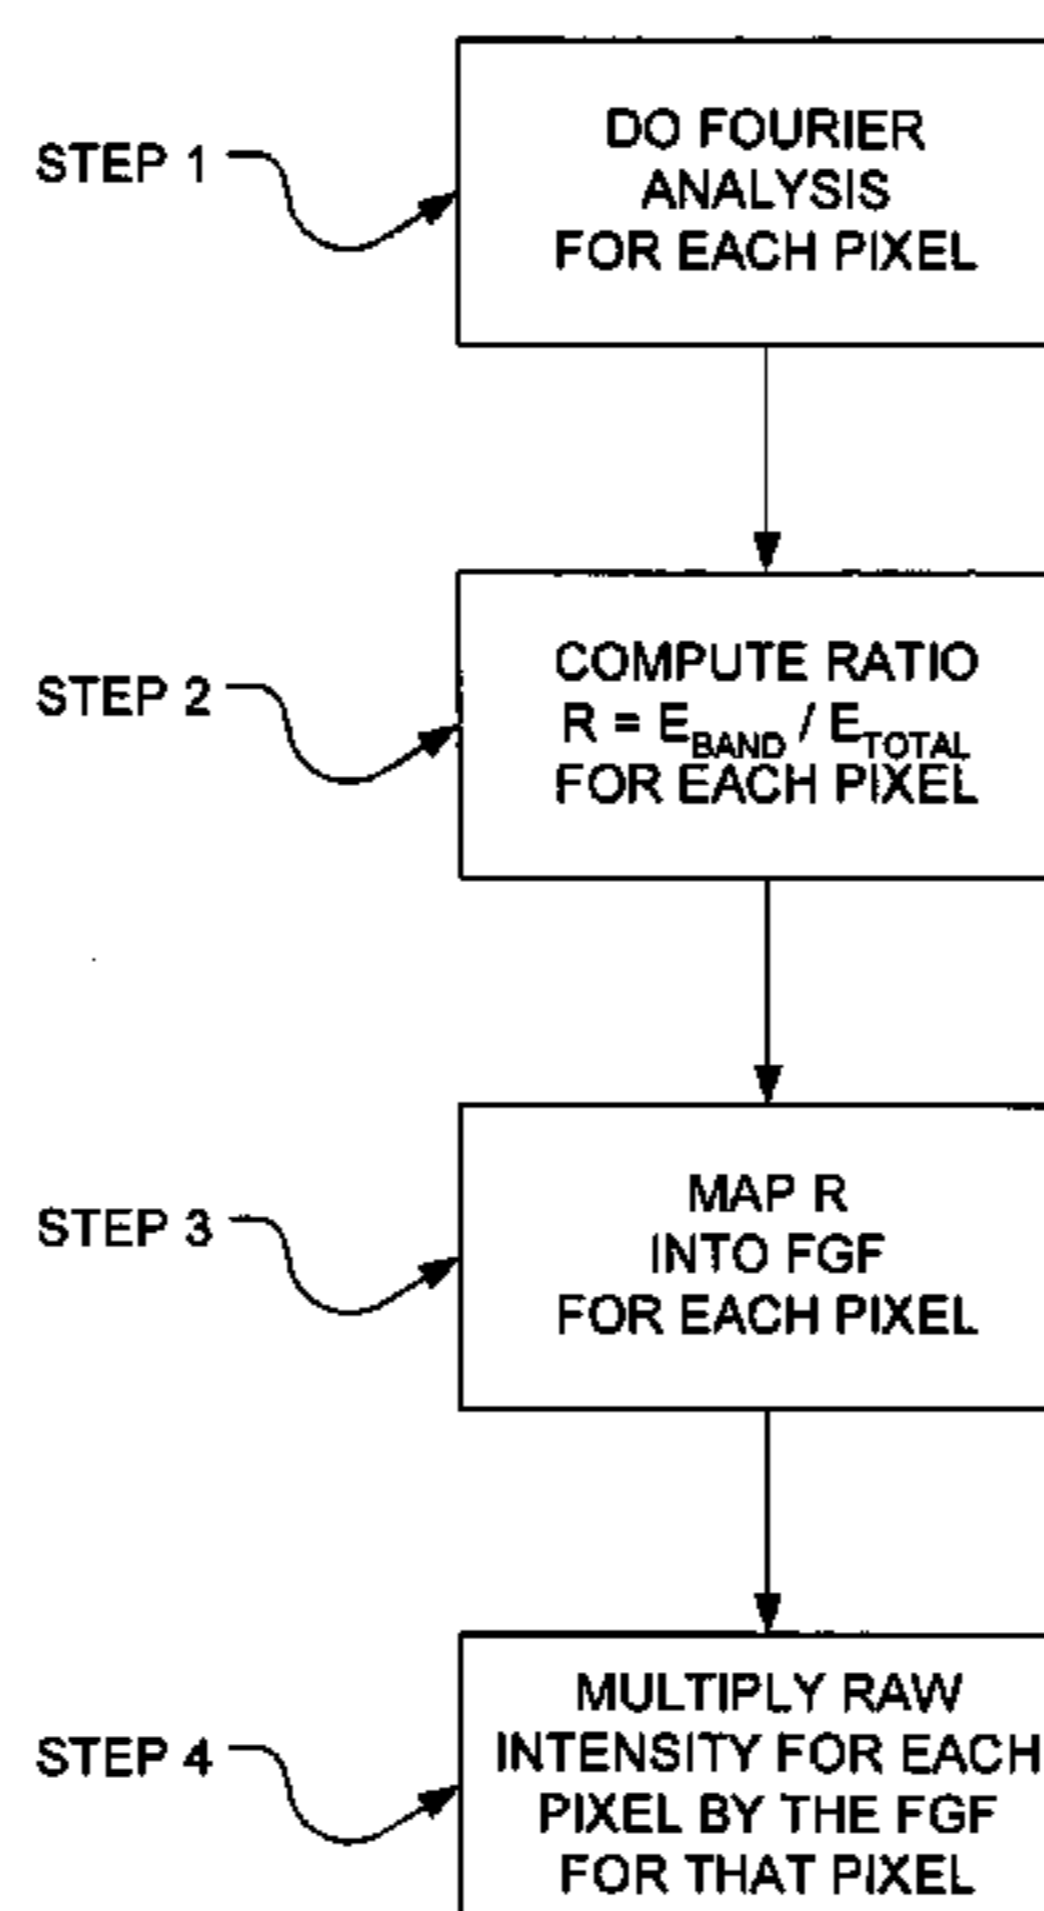 STEP 1
DO FOURIER
ANALYSIS
FOR EACH PIXEL
STEP 2
COMPUTE RATIO
R = E_BAND / E_TOTAL
FOR EACH PIXEL
STEP 3
MAP R
INTO FGF
FOR EACH PIXEL
STEP 4
MULTIPLY RAW
INTENSITY FOR EACH
PIXEL BY THE FGF
FOR THAT PIXEL